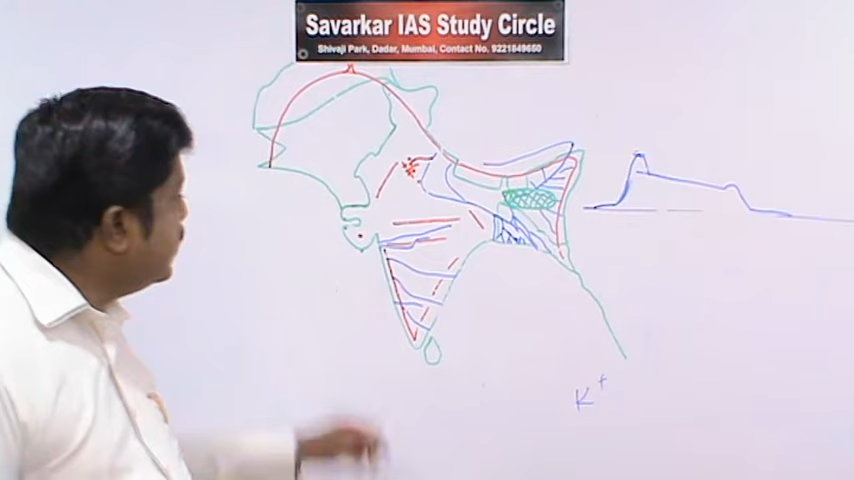 Savarkar IAS Study Circle
Shivaji Park, Dadar, Mumbai, Contact No. 9221849650
K⁺